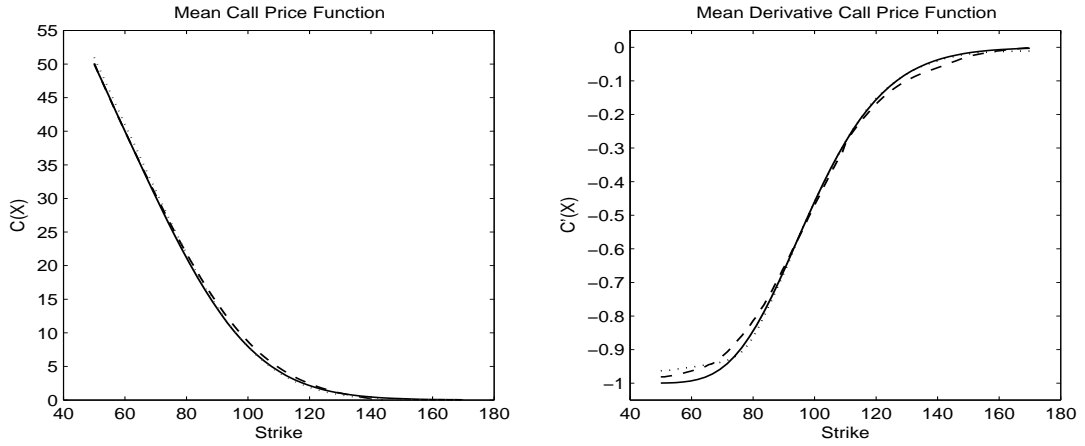 Mean Call Price Function
55
50
45
40
35
30
25
20
15
10
5
0
C(X)
40 60 80 100 120 140 160 180
Strike
Mean Derivative Call Price Function
0
−0.1
−0.2
−0.3
−0.4
−0.5
−0.6
−0.7
−0.8
−0.9
−1
C'(X)
40 60 80 100 120 140 160 180
Strike